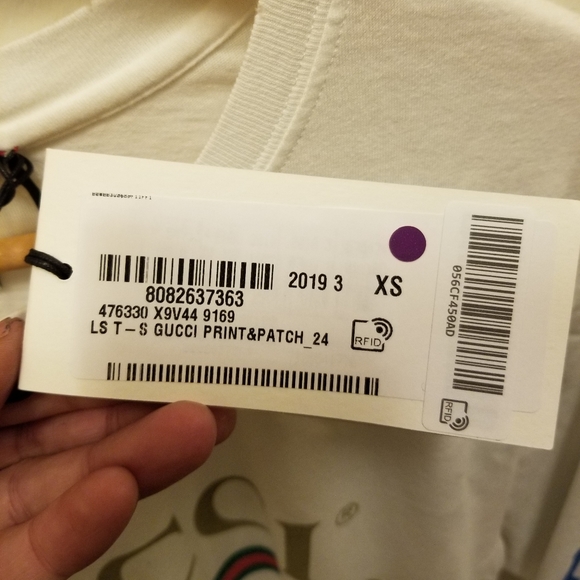 2019 3 XS
8082637363
476330 X9V44 9169
LS T-S GUCCI PRINT&PATCH_24
RFID
056CF450AD
RFID
®